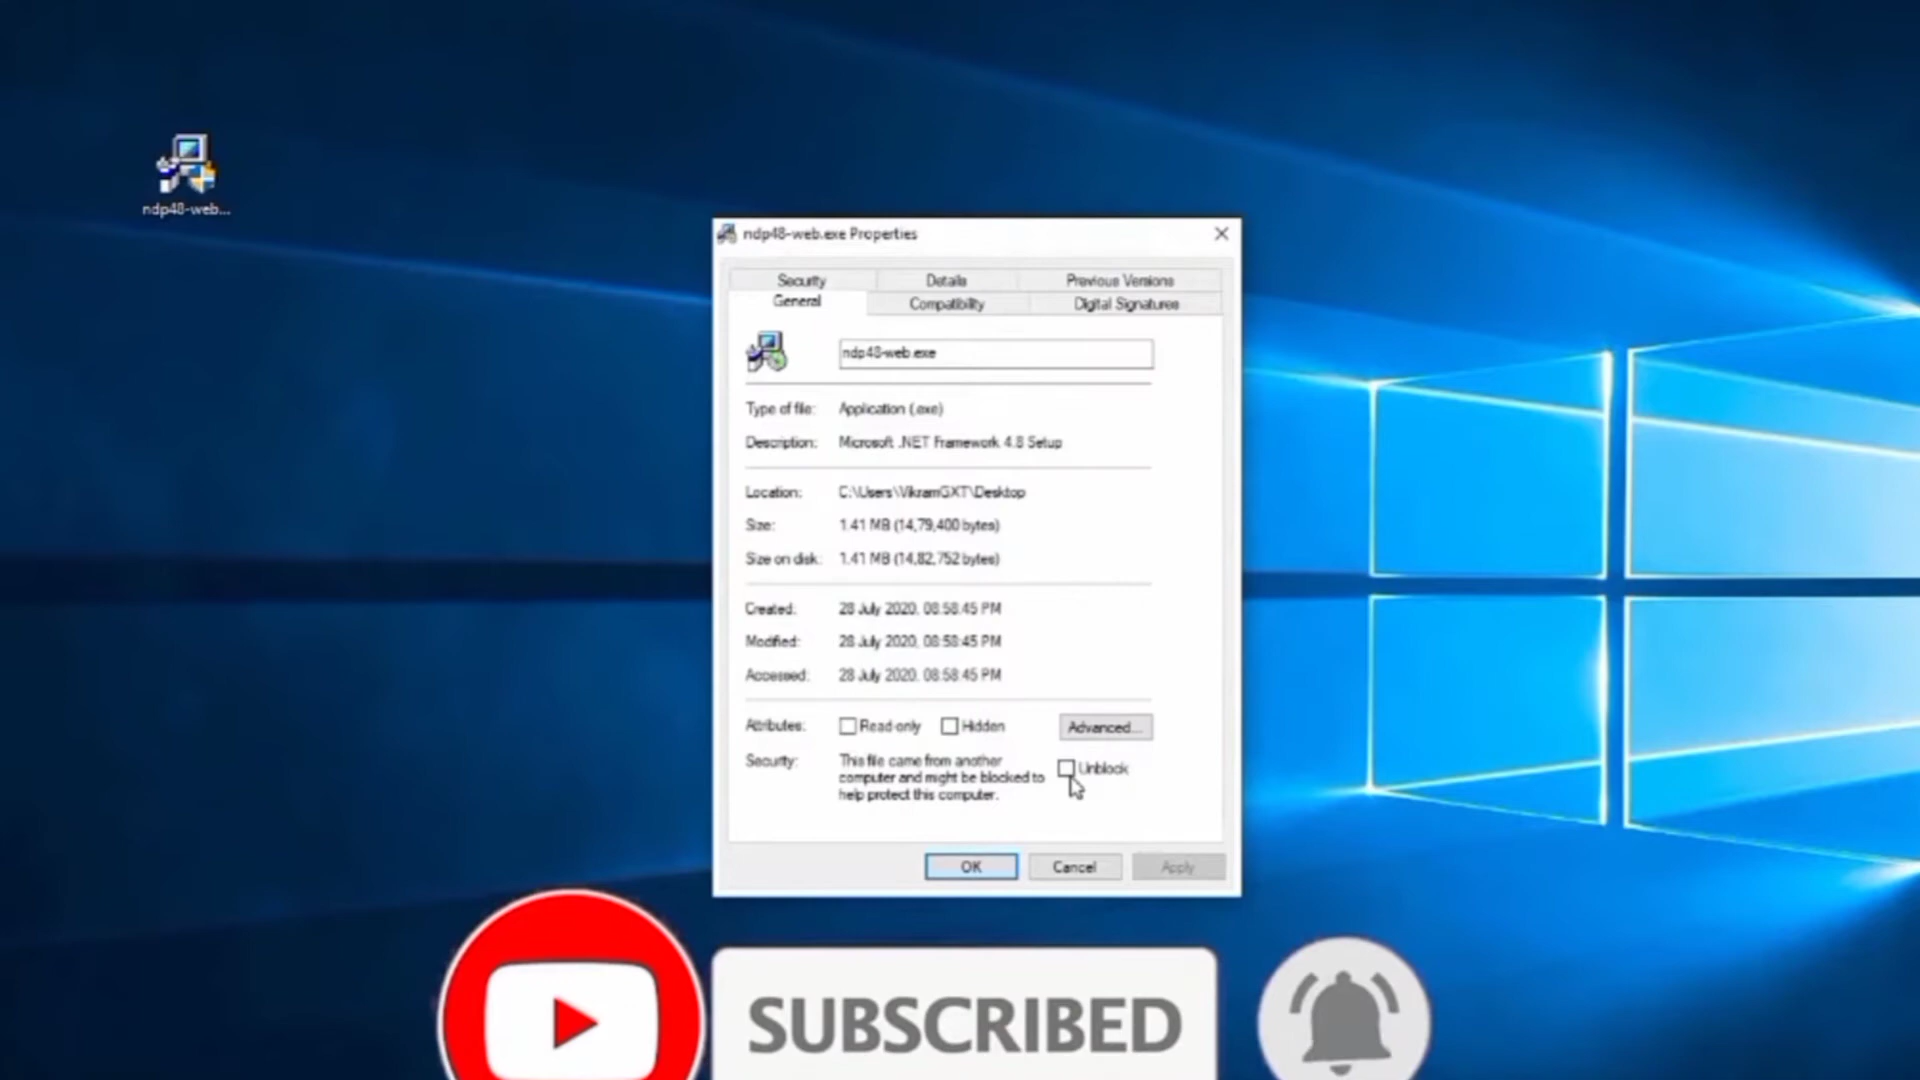 ndp48-web...
ndp48-web.exe Properties
Security Details Previous Versions
General Compatibility Digital Signatures
ndp48-web.exe
Type of file: Application (.exe)
Description: Microsoft .NET Framework 4.8 Setup
Location: C:\Users\VikramGXT\Desktop
Size: 1.41 MB (14,79,400 bytes)
Size on disk: 1.41 MB (14,82,752 bytes)
Created: 28 July 2020, 08:58:45 PM
Modified: 28 July 2020, 08:58:45 PM
Accessed: 28 July 2020, 08:58:45 PM
Attributes: Read-only Hidden Advanced...
Security: This file came from another
computer and might be blocked to
help protect this computer.
Unblock
OK Cancel Apply
SUBSCRIBED